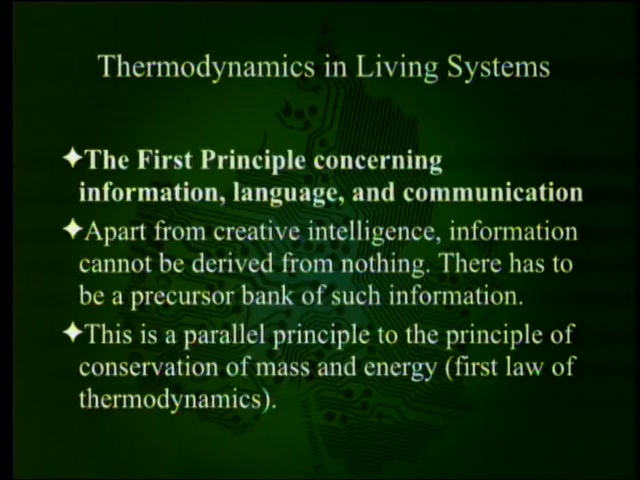 Thermodynamics in Living Systems
✦The First Principle concerning
information, language, and communication
✦Apart from creative intelligence, information
cannot be derived from nothing. There has to
be a precursor bank of such information.
✦This is a parallel principle to the principle of
conservation of mass and energy (first law of
thermodynamics).